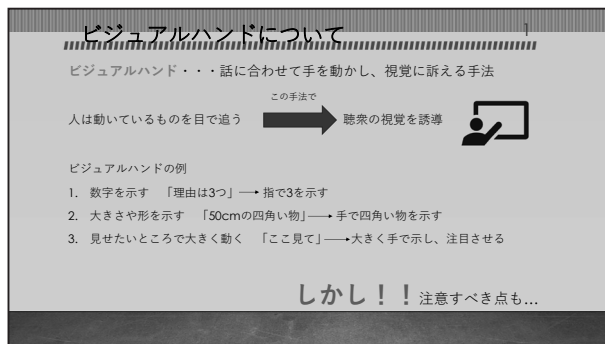 ビジュアルハンドについて
1
ビジュアルハンド・・・話に合わせて手を動かし、視覚に訴える手法
この手法で
人は動いているものを目で追う
聴衆の視覚を誘導
ビジュアルハンドの例
1. 数字を示す 「理由は3つ」→指で3を示す
2. 大きさや形を示す 「50cmの四角い物」→手で四角い物を示す
3. 見せたいところで大きく動く 「ここ見て」→大きく手で示し、注目させる
しかし！！注意すべき点も…